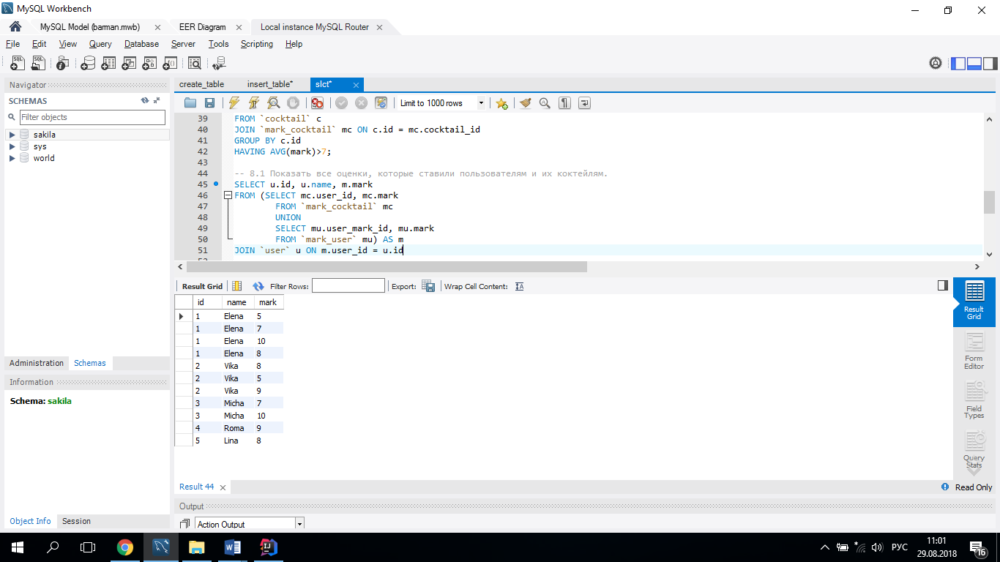 MySQL Workbench
MySQL Model (barman.mwb) EER Diagram Local instance MySQL Router
File Edit View Query Database Server Tools Scripting Help
Navigator
SCHEMAS
Filter objects
sakila
sys
world
Administration Schemas
Information
Schema: sakila
Object Info Session
create_table insert_table* slct*
Limit to 1000 rows
39 FROM `cocktail` c
40 JOIN `mark_cocktail` mc ON c.id = mc.cocktail_id
41 GROUP BY c.id
42 HAVING AVG(mark)>7;
43
44 -- 8.1 Показать все оценки, которые ставили пользователям и их коктейлям.
45 SELECT u.id, u.name, m.mark
46 FROM (SELECT mc.user_id, mc.mark
47 FROM `mark_cocktail` mc
48 UNION
49 SELECT mu.user_mark_id, mu.mark
50 FROM `mark_user` mu) AS m
51 JOIN `user` u ON m.user_id = u.id
Result Grid Filter Rows: Export: Wrap Cell Content:
id name mark
1 Elena 5
1 Elena 7
1 Elena 10
1 Elena 8
2 Vika 8
2 Vika 5
2 Vika 9
3 Micha 7
3 Micha 10
4 Roma 9
5 Lina 8
Result
Grid
Form
Editor
Field
Types
Query
Stats
Result 44 Read Only
Output
Action Output
РУС
11:01
29.08.2018
16